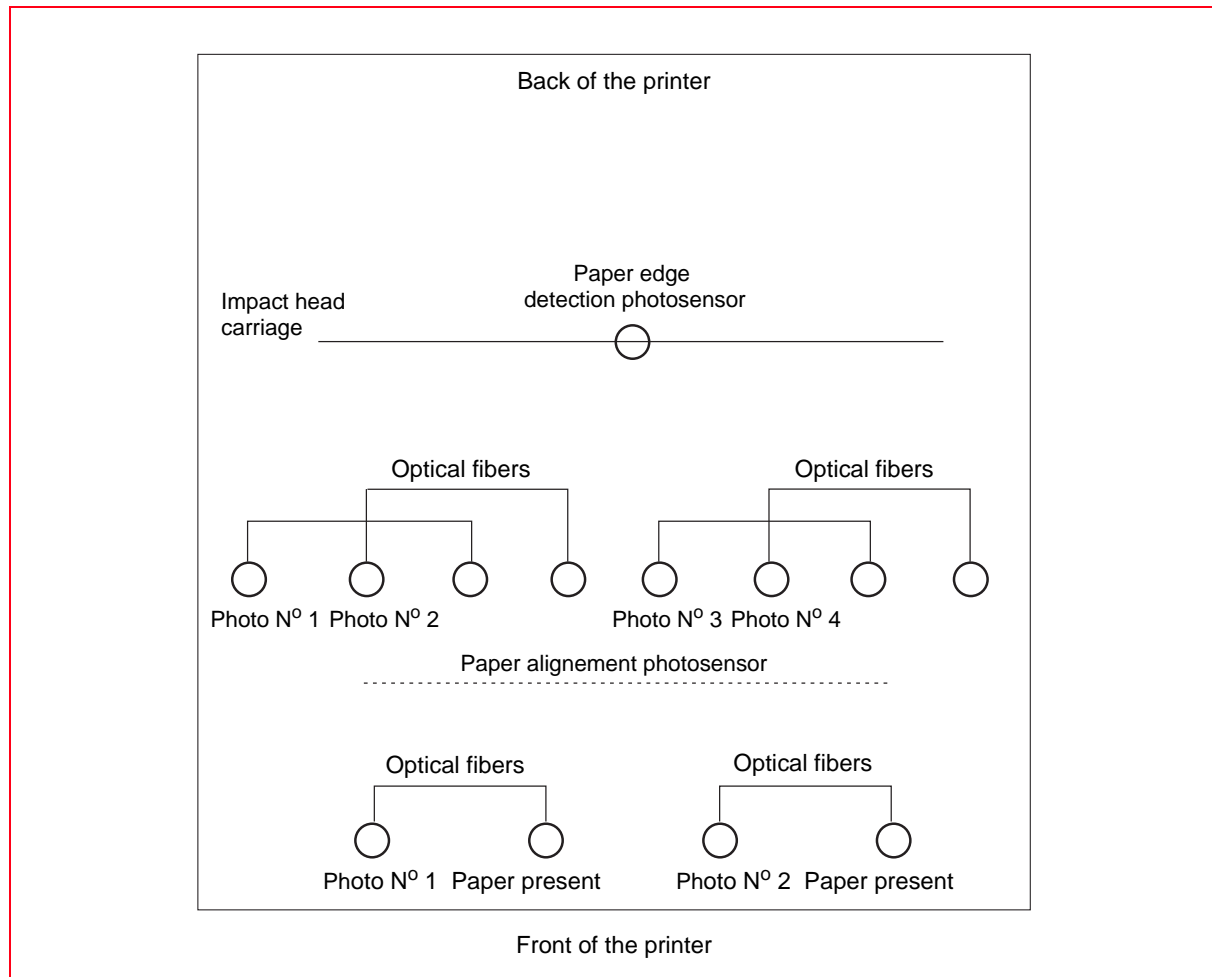 Back of the printer
Paper edge
detection photosensor
Impact head
carriage
Optical fibers
Optical fibers
Photo Nº 1
Photo Nº 2
Photo Nº 3
Photo Nº 4
Paper alignement photosensor
Optical fibers
Optical fibers
Photo Nº 1
Paper present
Photo Nº 2
Paper present
Front of the printer